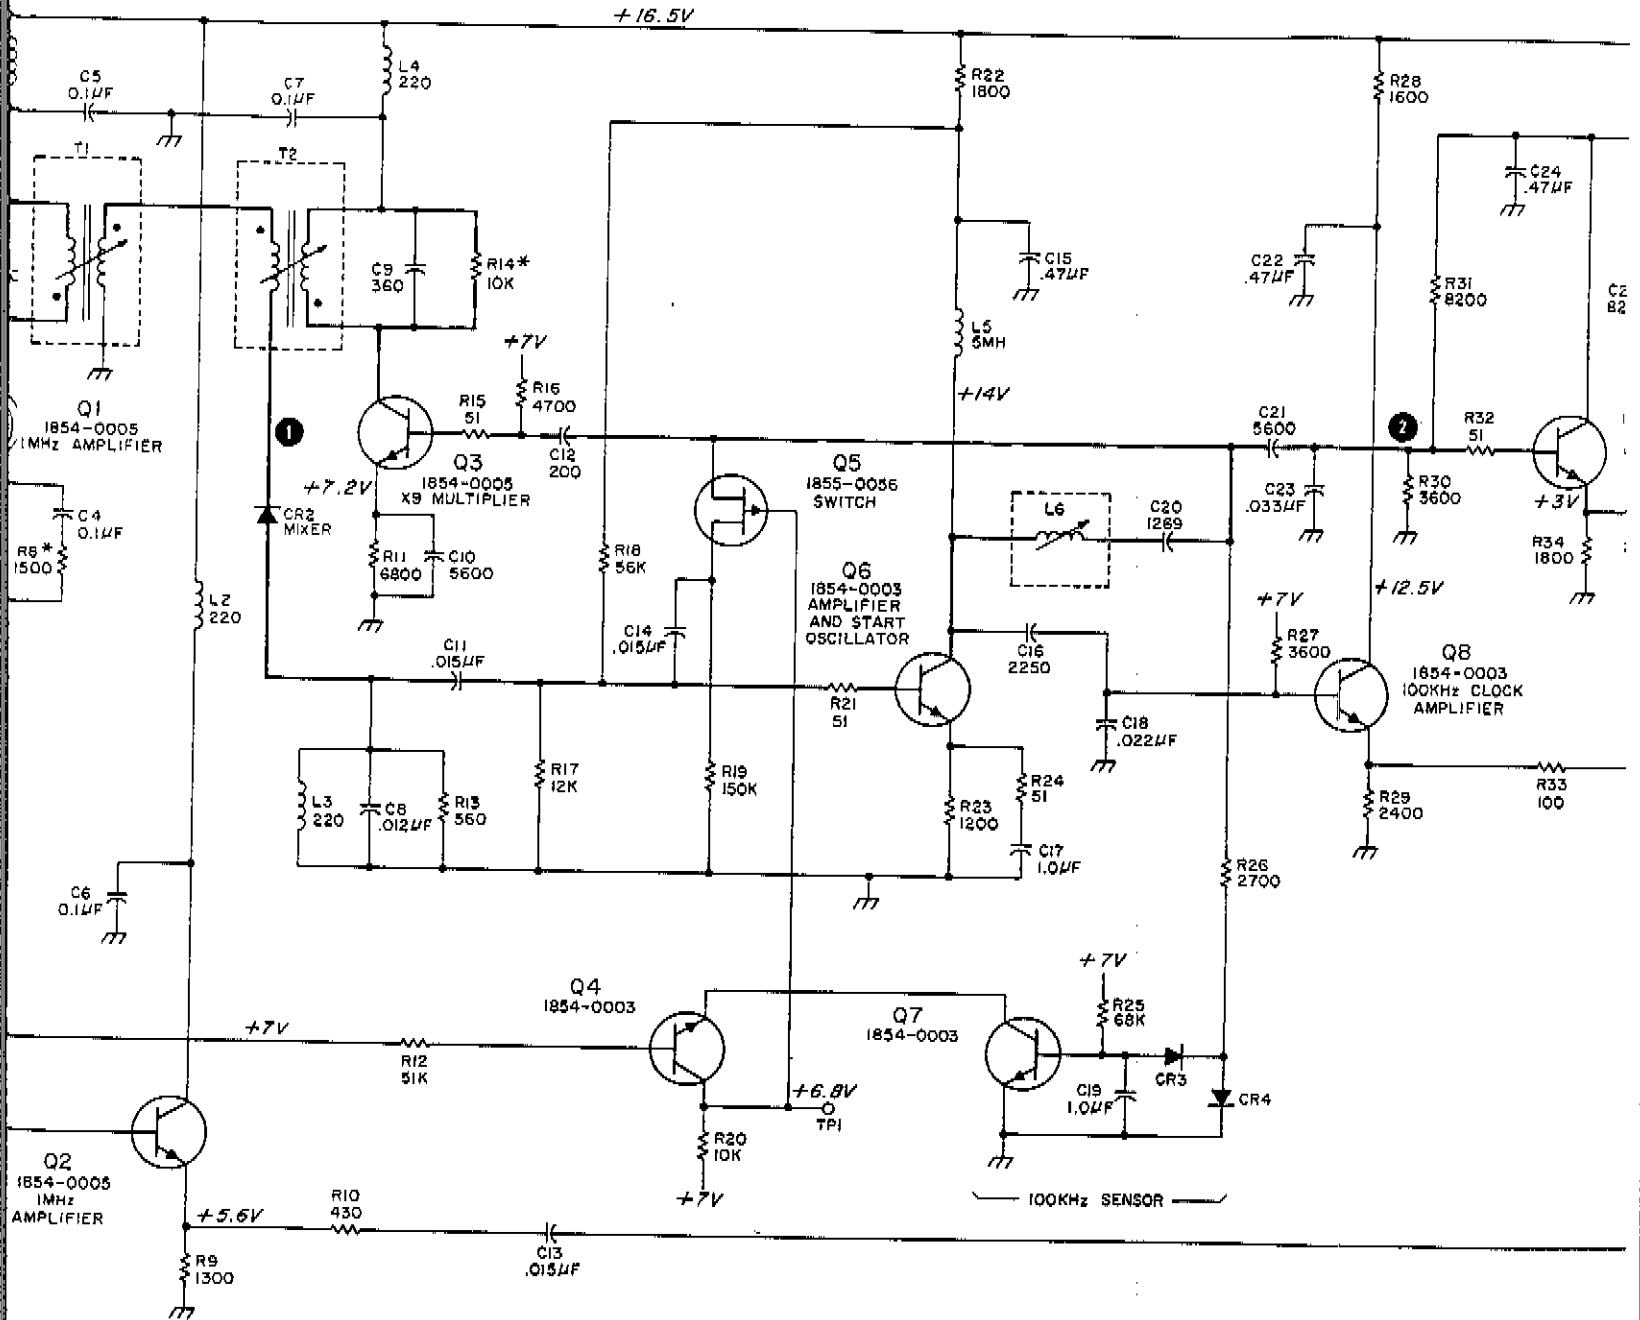 +16.5V
C5
0.1µF
C7
0.1µF
L4
220
R22
1800
R28
1600
T1
T2
C24
.47µF
C9
360
R14*
10K
C15
.47µF
C22
.47µF
R31
8200
+7V
R16
4700
L5
5MH
+14V
Q1
1854-0005
1MHz AMPLIFIER
1
R15
51
C12
200
C21
5600
2
R32
51
Q3
1854-0005
X9 MULTIPLIER
+7.2V
Q5
1855-0056
SWITCH
L6
C20
1269
C23
.033µF
R30
3600
+3V
R34
1800
C4
0.1µF
R8*
1500
CR2
MIXER
R11
6800
C10
5600
R18
56K
Q6
1854-0003
AMPLIFIER
AND START
OSCILLATOR
L2
220
C14
.015µF
C16
2250
+7V
R27
3600
+12.5V
Q8
1854-0003
100KHz CLOCK
AMPLIFIER
C11
.015µF
R21
51
C18
.022µF
L3
220
C8
.012µF
R13
560
R17
12K
R19
150K
R23
1200
R24
51
C17
1.0µF
R29
2400
R33
100
R26
2700
C6
0.1µF
+7V
R12
51K
Q4
1854-0003
Q7
1854-0003
+7V
R25
68K
C19
1.0µF
CR3
CR4
+6.8V
TP1
R20
10K
+7V
100KHz SENSOR
Q2
1854-0005
1MHz
AMPLIFIER
+5.6V
R10
430
C13
.015µF
R9
1300